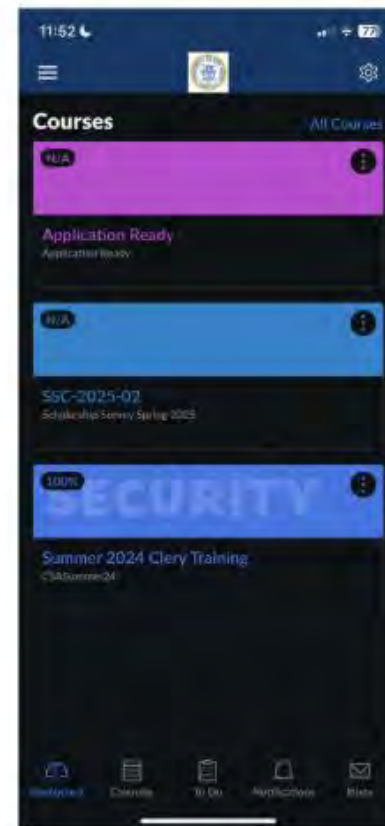 11:52
77
Courses
All Courses
N/A
Application Ready
Application Ready
N/A
SSC-2025-02
Scholarship Survey Spring 2025
100%
SECURITY
Summer 2024 Clery Training
CSASummer24
Dashboard
Calendar
To Do
Notifications
Inbox